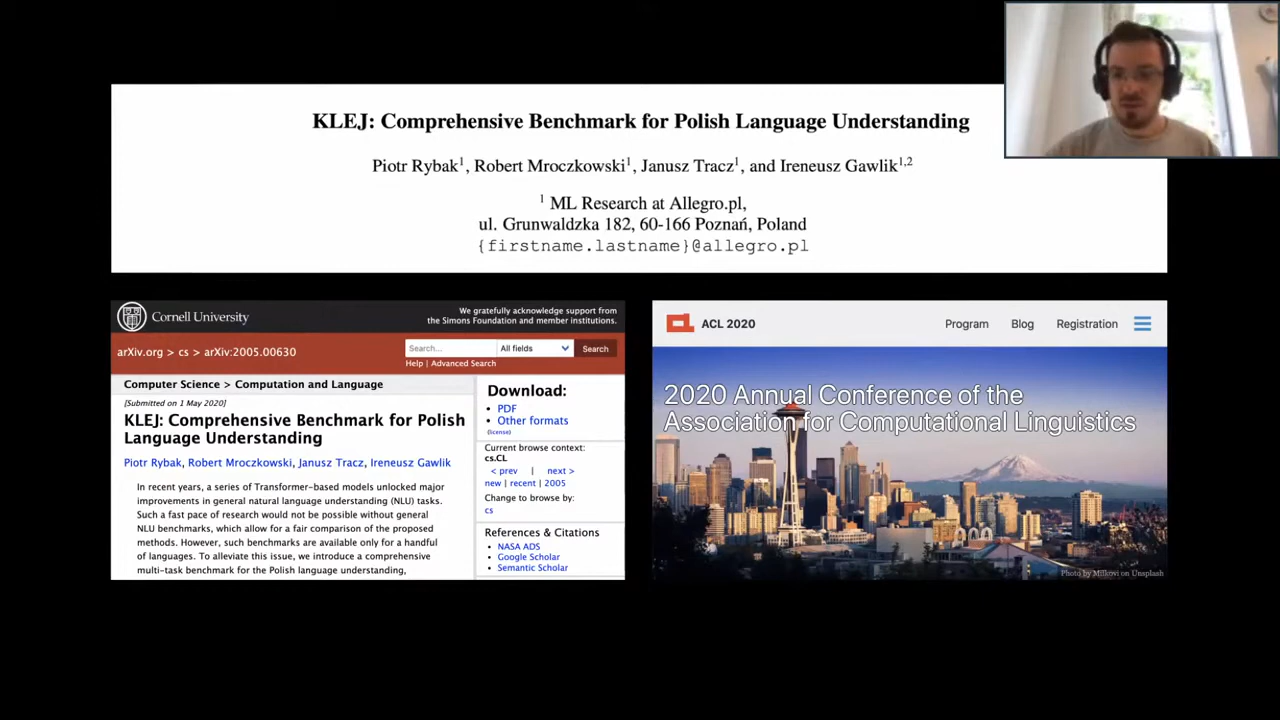 KLEJ: Comprehensive Benchmark for Polish Language Understanding
Piotr Rybak1, Robert Mroczkowski1, Janusz Tracz1, and Ireneusz Gawlik1,2
1 ML Research at Allegro.pl,
ul. Grunwaldzka 182, 60-166 Poznań, Poland
{firstname.lastname}@allegro.pl
Cornell University
We gratefully acknowledge support from
the Simons Foundation and member institutions.
arXiv.org > cs > arXiv:2005.00630
Search...
All fields
Search
Help | Advanced Search
Computer Science > Computation and Language
[Submitted on 1 May 2020]
KLEJ: Comprehensive Benchmark for Polish
Language Understanding
Piotr Rybak, Robert Mroczkowski, Janusz Tracz, Ireneusz Gawlik
In recent years, a series of Transformer-based models unlocked major
improvements in general natural language understanding (NLU) tasks.
Such a fast pace of research would not be possible without general
NLU benchmarks, which allow for a fair comparison of the proposed
methods. However, such benchmarks are available only for a handful
of languages. To alleviate this issue, we introduce a comprehensive
multi-task benchmark for the Polish language understanding,
Download:
• PDF
• Other formats
(license)
Current browse context:
cs.CL
< prev | next >
new | recent | 2005
Change to browse by:
cs
References & Citations
• NASA ADS
• Google Scholar
• Semantic Scholar
ACL 2020
Program
Blog
Registration
2020 Annual Conference of the
Association for Computational Linguistics
Photo by Milkovi on Unsplash